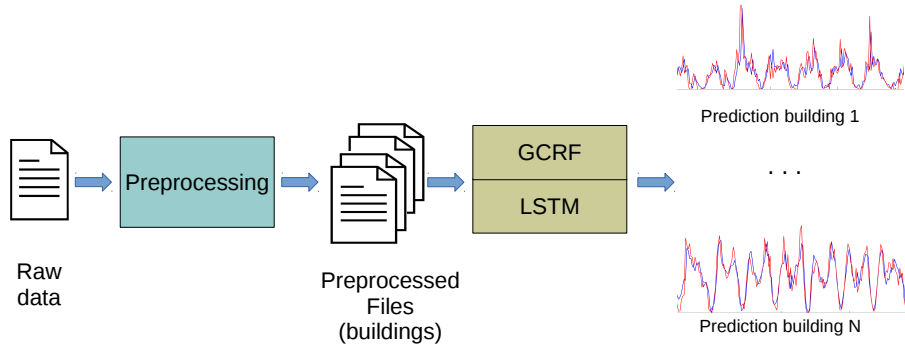 Raw
data
Preprocessing
Preprocessed
Files
(buildings)
GCRF
LSTM
Prediction building 1
. . .
Prediction building N